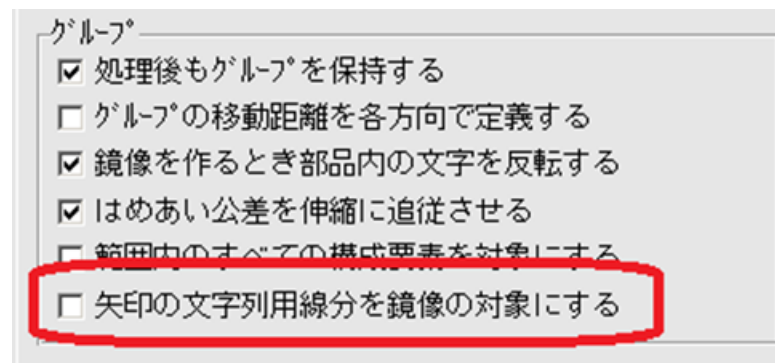 ｸﾞﾙｰﾌﾟ
処理後もｸﾞﾙｰﾌﾟを保持する
ｸﾞﾙｰﾌﾟの移動距離を各方向で定義する
鏡像を作るとき部品内の文字を反転する
はめあい公差を伸縮に追従させる
範囲内のすべての構成要素を対象にする
矢印の文字列用線分を鏡像の対象にする